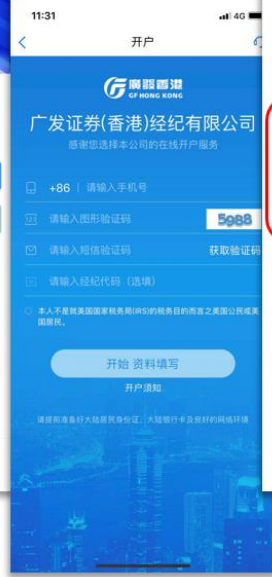 11:31
4G
开户
廣發香港
GF HONG KONG
广发证券(香港)经纪有限公司
感谢您选择本公司的在线开户服务
+86 | 请输入手机号
123 请输入图形验证码 5988
请输入短信验证码 获取验证码
请输入经纪代码（选填）
本人不是就美国国家税务局(IRS)的税务目的而言之美国公民或美
国居民。
开始 资料填写
开户须知
请提前准备好大陆居民身份证、大陆银行卡及良好的网络环境